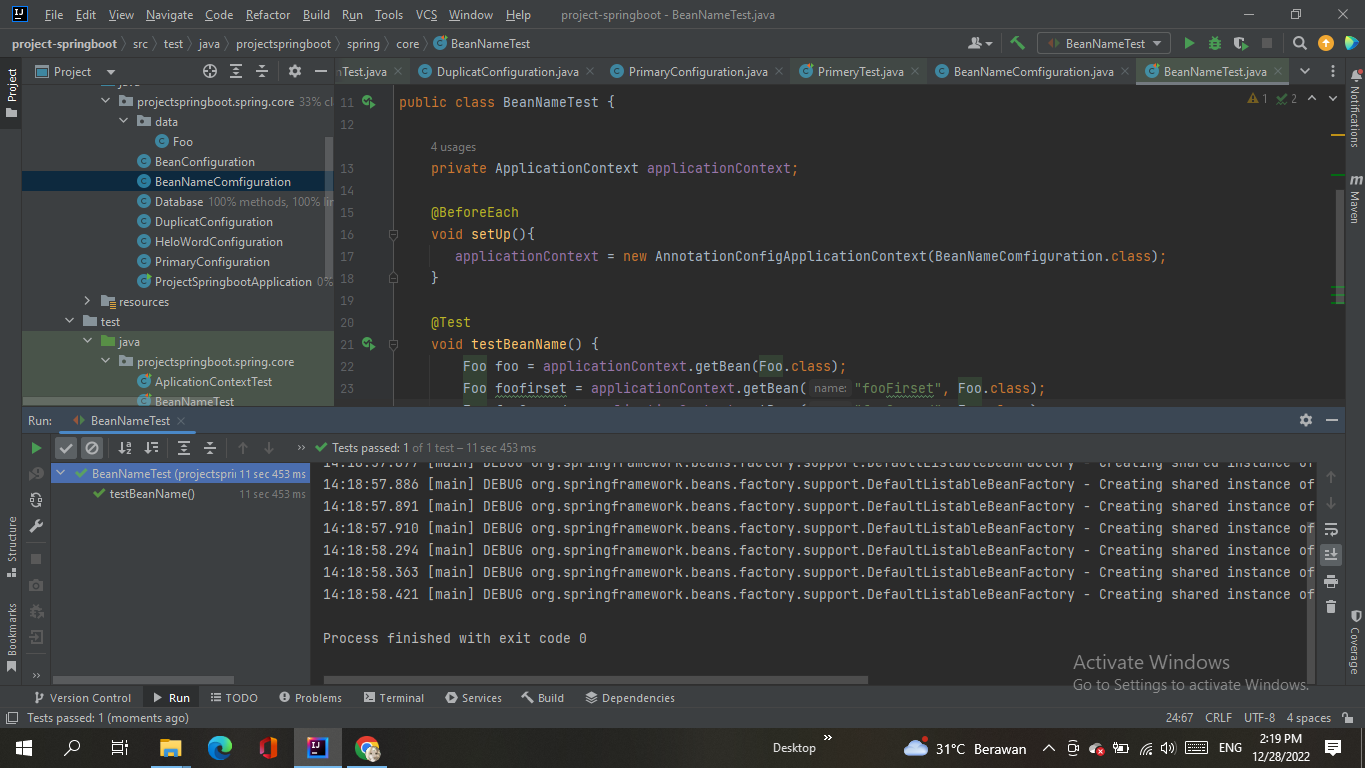 File Edit View Navigate Code Refactor Build Run Tools VCS Window Help project-springboot - BeanNameTest.java
project-springboot src test java projectspringboot spring core BeanNameTest BeanNameTest
Project nTest.java DuplicatConfiguration.java PrimaryConfiguration.java PrimeryTest.java BeanNameComfiguration.java BeanNameTest.java
Project
Notifications
Maven
projectspringboot.spring.core 33% cl
data
Foo
BeanConfiguration
BeanNameComfiguration
Database 100% methods, 100% lin
DuplicatConfiguration
HeloWordConfiguration
PrimaryConfiguration
ProjectSpringbootApplication 0%
resources
test
java
projectspringboot.spring.core
AplicationContextTest
BeanNameTest
1 2
11 public class BeanNameTest {
12
4 usages
13 private ApplicationContext applicationContext;
14
15 @BeforeEach
16 void setUp(){
17 applicationContext = new AnnotationConfigApplicationContext(BeanNameComfiguration.class);
18 }
19
20 @Test
21 void testBeanName() {
22 Foo foo = applicationContext.getBean(Foo.class);
23 Foo foofirset = applicationContext.getBean( name: "fooFirset", Foo.class);
Run: BeanNameTest
Tests passed: 1 of 1 test – 11 sec 453 ms
BeanNameTest (projectspri 11 sec 453 ms
testBeanName() 11 sec 453 ms
14:18:57.877 [main] DEBUG org.springframework.beans.factory.support.DefaultListableBeanFactory - Creating shared instance of
14:18:57.886 [main] DEBUG org.springframework.beans.factory.support.DefaultListableBeanFactory - Creating shared instance of
14:18:57.891 [main] DEBUG org.springframework.beans.factory.support.DefaultListableBeanFactory - Creating shared instance of
14:18:57.910 [main] DEBUG org.springframework.beans.factory.support.DefaultListableBeanFactory - Creating shared instance of
14:18:58.294 [main] DEBUG org.springframework.beans.factory.support.DefaultListableBeanFactory - Creating shared instance of
14:18:58.363 [main] DEBUG org.springframework.beans.factory.support.DefaultListableBeanFactory - Creating shared instance of
14:18:58.421 [main] DEBUG org.springframework.beans.factory.support.DefaultListableBeanFactory - Creating shared instance of
Process finished with exit code 0
Structure
Bookmarks
Coverage
Activate Windows
Go to Settings to activate Windows.
Version Control Run TODO Problems Terminal Services Build Dependencies
Tests passed: 1 (moments ago) 24:67 CRLF UTF-8 4 spaces
Desktop 31°C Berawan ENG 2:19 PM
12/28/2022